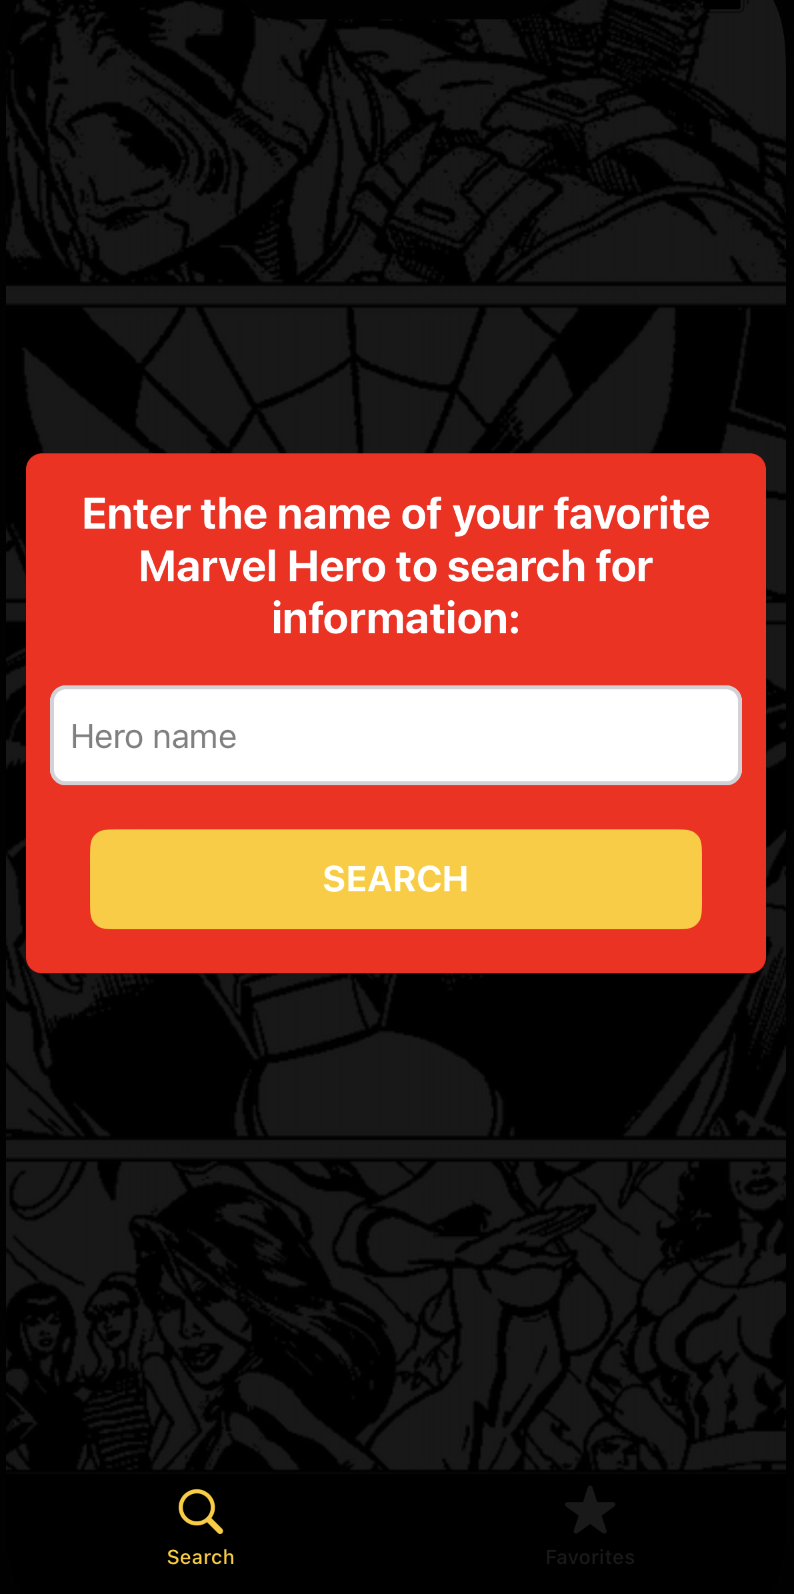 Enter the name of your favorite
Marvel Hero to search for
information:
Hero name
SEARCH
Search
Favorites